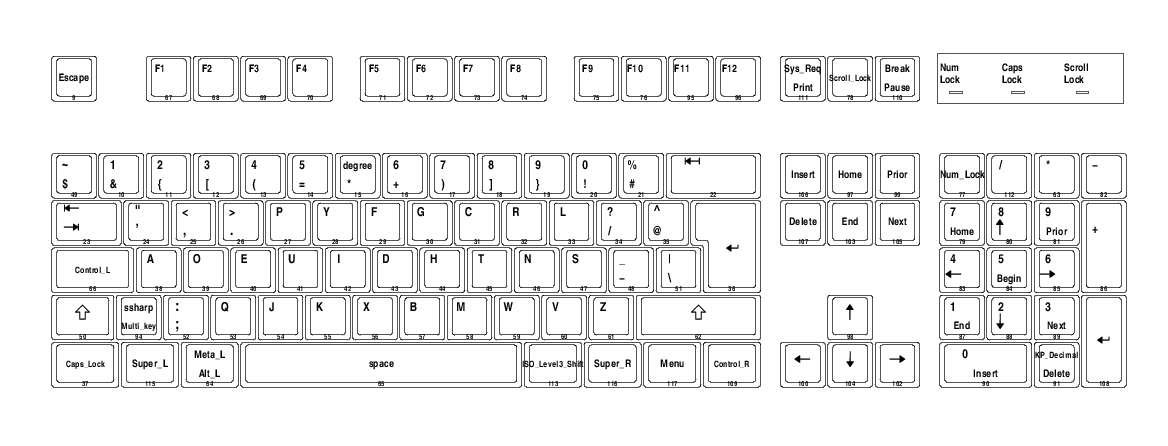 Escape F1 F2 F3 F4 F5 F6 F7 F8 F9 F10 F11 F12 Sys_Req Scroll_Lock Break Num Caps Scroll
Print Pause Lock Lock Lock
9 67 68 69 70 71 72 73 74 75 76 95 96 111 78 110
~ 1 2 3 4 5 degree 6 7 8 9 0 % Insert Home Prior Num_Lock / * −
$ & { [ ( = * + ) ] } ! #
49 10 11 12 13 14 15 16 17 18 19 20 21 22 106 97 99 77 112 63 82
" < > P Y F G C R L ? ^ Delete End Next 7 8 9 +
' , . / @ Home Prior
23 24 25 26 27 28 29 30 31 32 33 34 35 107 103 105 79 80 81
Control_L A O E U I D H T N S _ | 4 5 6
− \ Begin
66 38 39 40 41 42 43 44 45 46 47 48 51 36 83 84 85 86
ssharp : Q J K X B M W V Z 1 2 3
Multi_key ; End Next
50 94 52 53 54 55 56 57 58 59 60 61 62 98 87 88 89
Caps_Lock Super_L Meta_L space ISO_Level3_Shift Super_R Menu Control_R 0 KP_Decimal
Alt_L Insert Delete
37 115 64 65 113 116 117 109 100 104 102 90 91 108